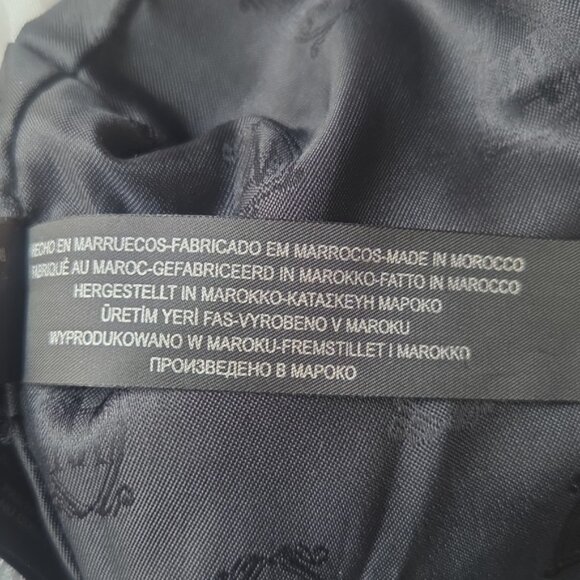 HECHO EN MARRUECOS-FABRICADO EM MARROCOS-MADE IN MOROCCO
FABRIQUÉ AU MAROC-GEFABRICEERD IN MAROKKO-FATTO IN MAROCCO
HERGESTELLT IN MAROKKO-ΚΑΤΑΣΚΕΥΗ ΜΑΡΟΚΟ
ÜRETİM YERİ FAS-VYROBENO V MAROKU
WYPRODUKOWANO W MAROKU-FREMSTILLET I MAROKKO
ПРОИЗВЕДЕНО В МАРОКО